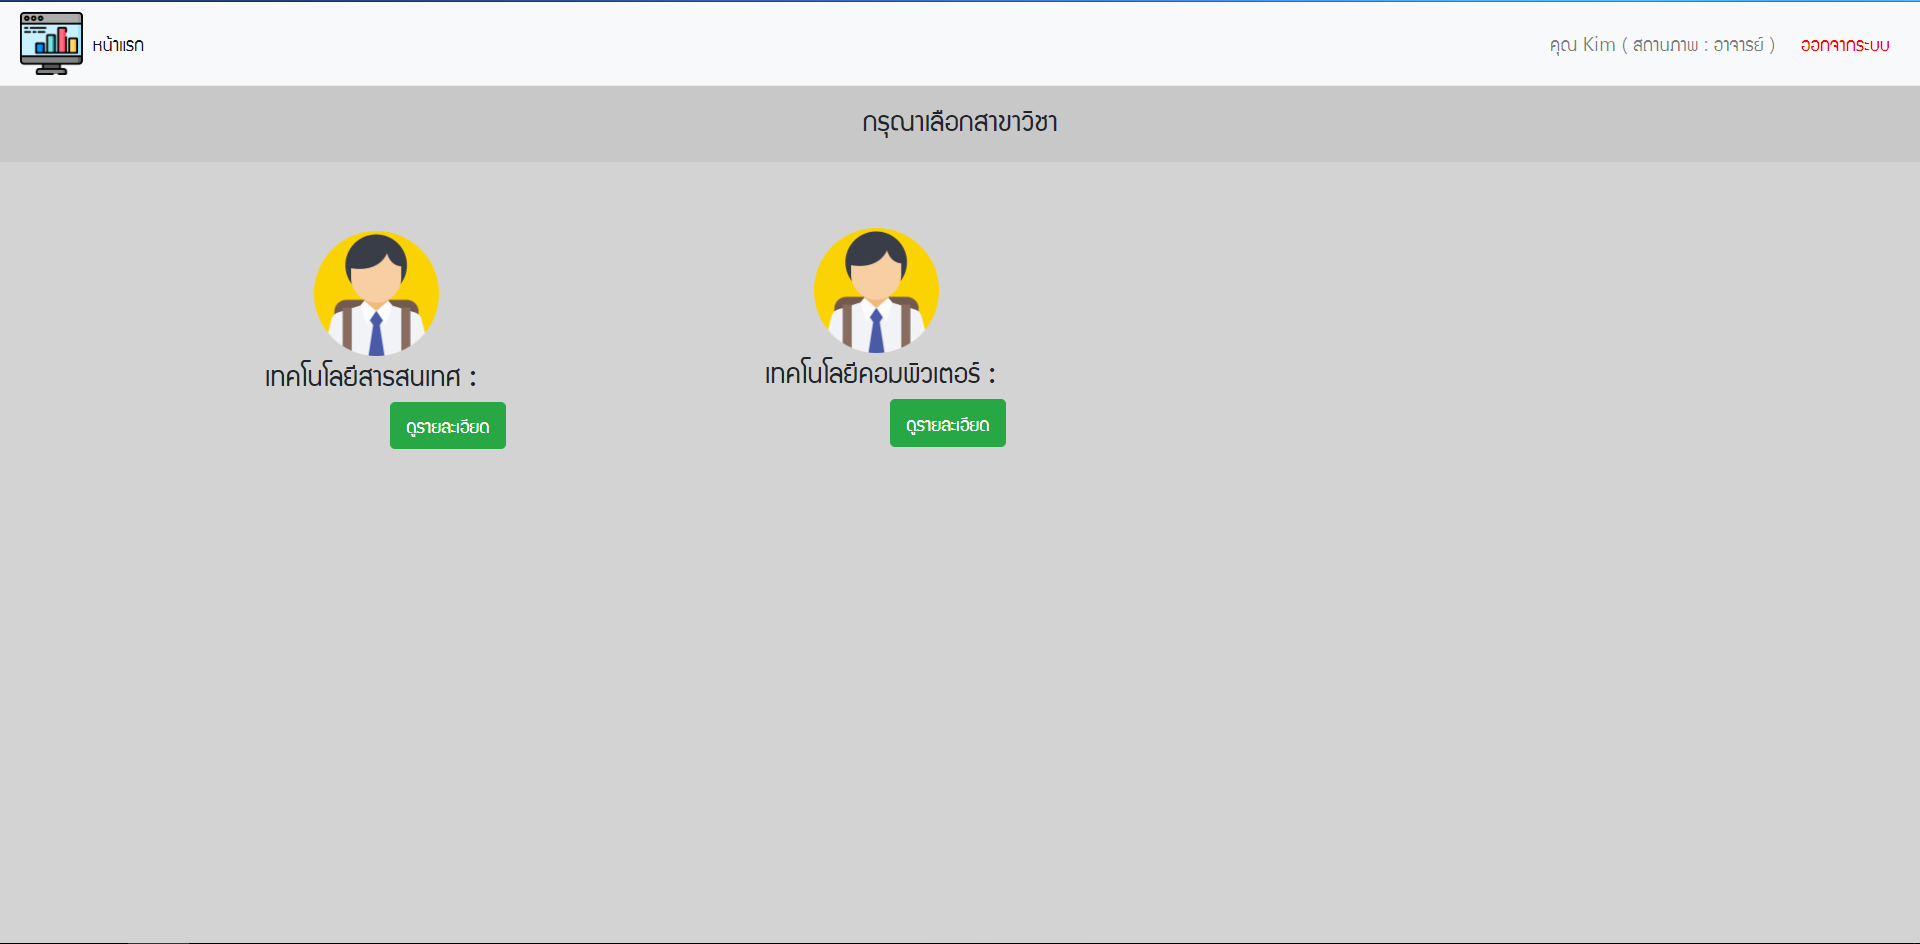 หน้าแรก
คุณ Kim ( สถานภาพ : อาจารย์ ) ออกจากระบบ
กรุณาเลือกสาขาวิชา
เทคโนโลยีสารสนเทศ :
ดูรายละเอียด
เทคโนโลยีคอมพิวเตอร์ :
ดูรายละเอียด